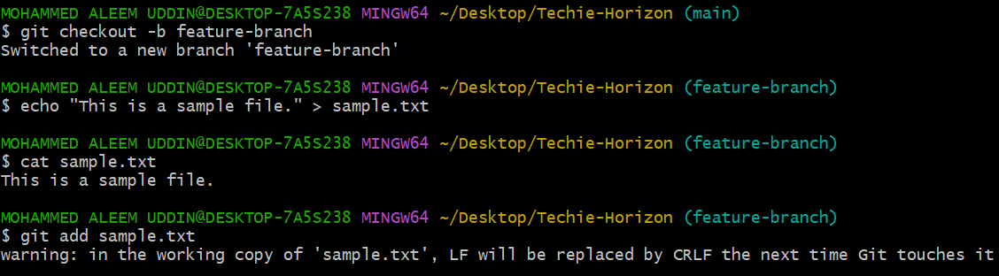 MOHAMMED ALEEM UDDIN@DESKTOP-7A5S238 MINGW64 ~/Desktop/Techie-Horizon (main)
$ git checkout -b feature-branch
Switched to a new branch 'feature-branch'
MOHAMMED ALEEM UDDIN@DESKTOP-7A5S238 MINGW64 ~/Desktop/Techie-Horizon (feature-branch)
$ echo "This is a sample file." > sample.txt
MOHAMMED ALEEM UDDIN@DESKTOP-7A5S238 MINGW64 ~/Desktop/Techie-Horizon (feature-branch)
$ cat sample.txt
This is a sample file.
MOHAMMED ALEEM UDDIN@DESKTOP-7A5S238 MINGW64 ~/Desktop/Techie-Horizon (feature-branch)
$ git add sample.txt
warning: in the working copy of 'sample.txt', LF will be replaced by CRLF the next time Git touches it